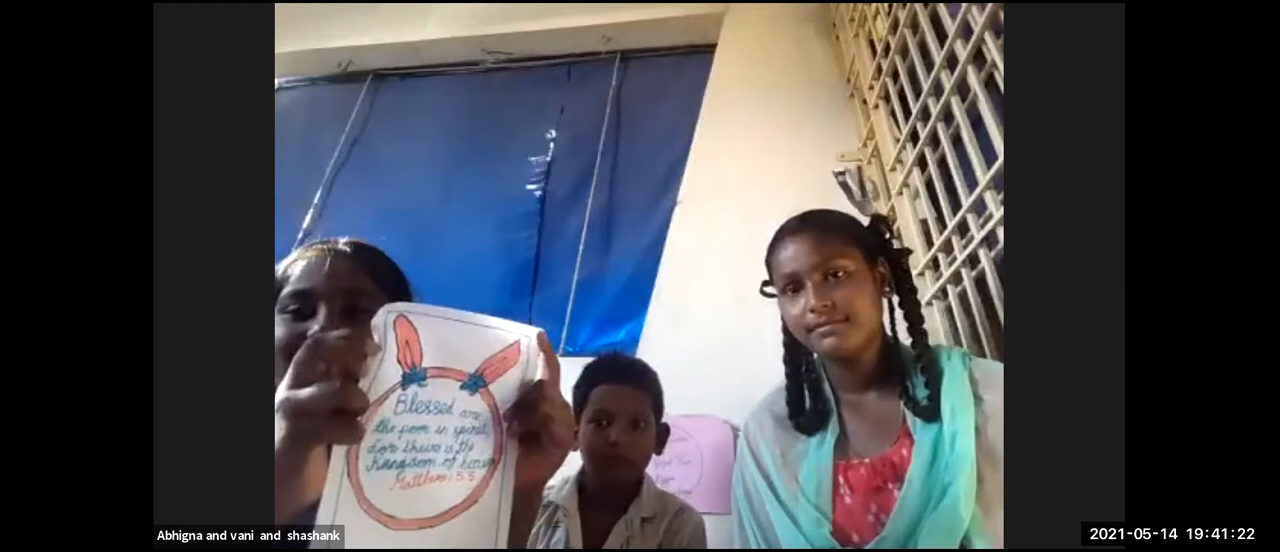 Blessed are
the poor in spirit
for theirs is the
Kingdom of heaven
Matthew: 5:3
Abhigna and vani and shashank
2021-05-14 19:41:22